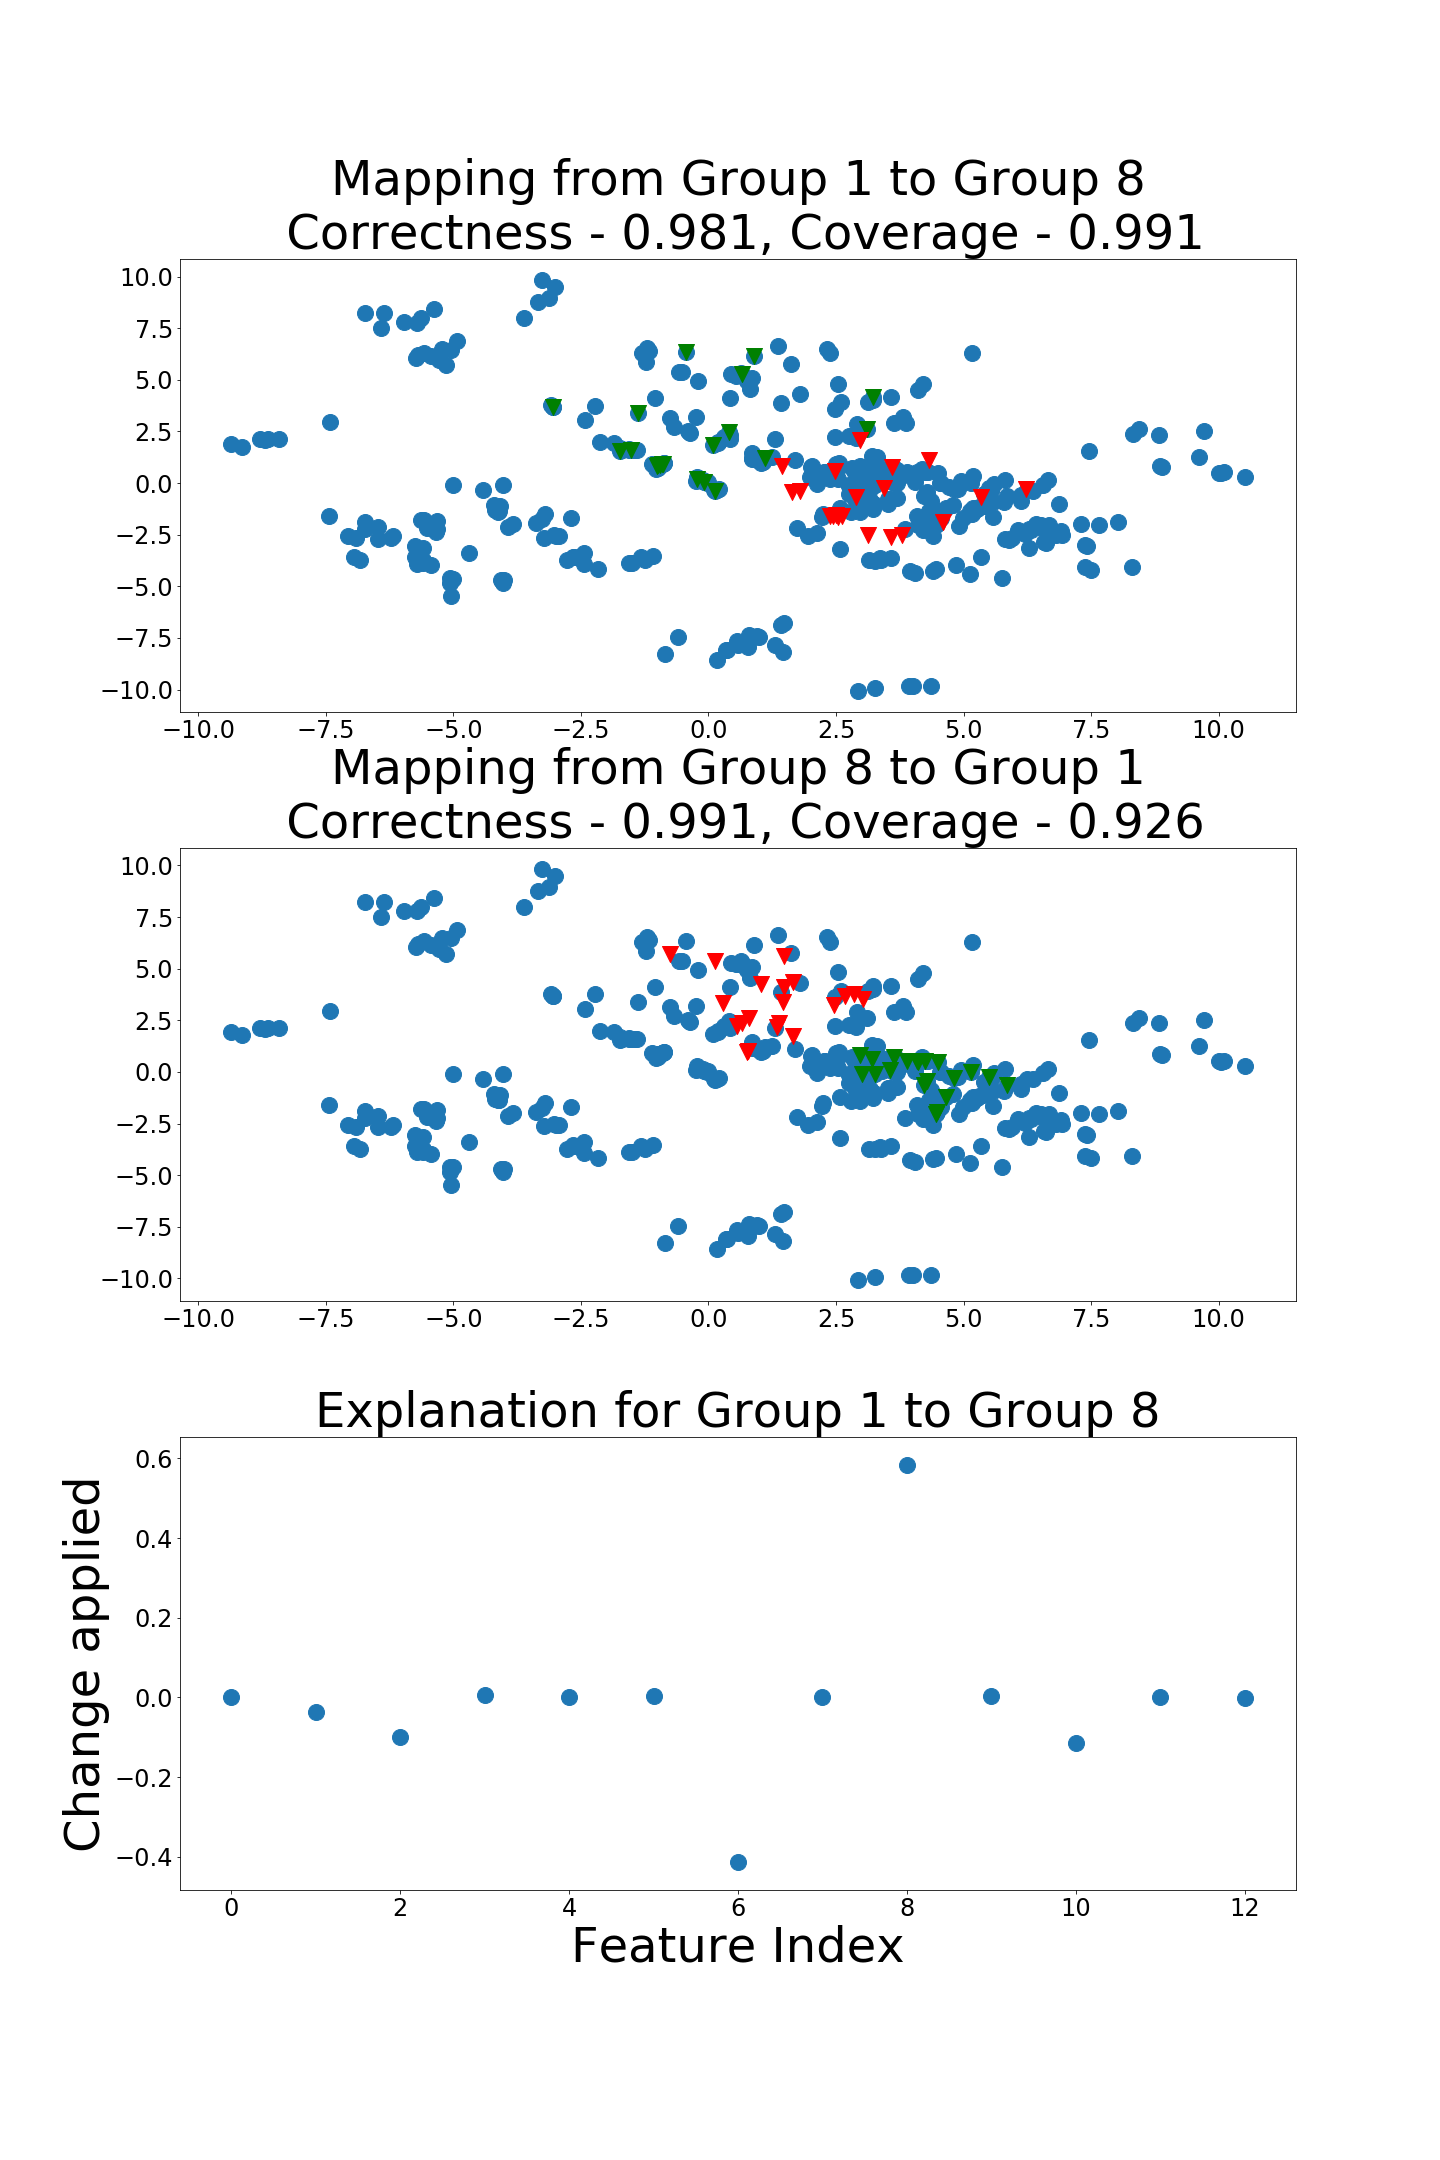 Mapping from Group 1 to Group 8
Correctness - 0.981, Coverage - 0.991
10.0
7.5
5.0
2.5
0.0
−2.5
−5.0
−7.5
−10.0
−10.0 −7.5 −5.0 −2.5 0.0 2.5 5.0 7.5 10.0
Mapping from Group 8 to Group 1
Correctness - 0.991, Coverage - 0.926
10.0
7.5
5.0
2.5
0.0
−2.5
−5.0
−7.5
−10.0
−10.0 −7.5 −5.0 −2.5 0.0 2.5 5.0 7.5 10.0
Explanation for Group 1 to Group 8
Change applied
0.6
0.4
0.2
0.0
−0.2
−0.4
0 2 4 6 8 10 12
Feature Index